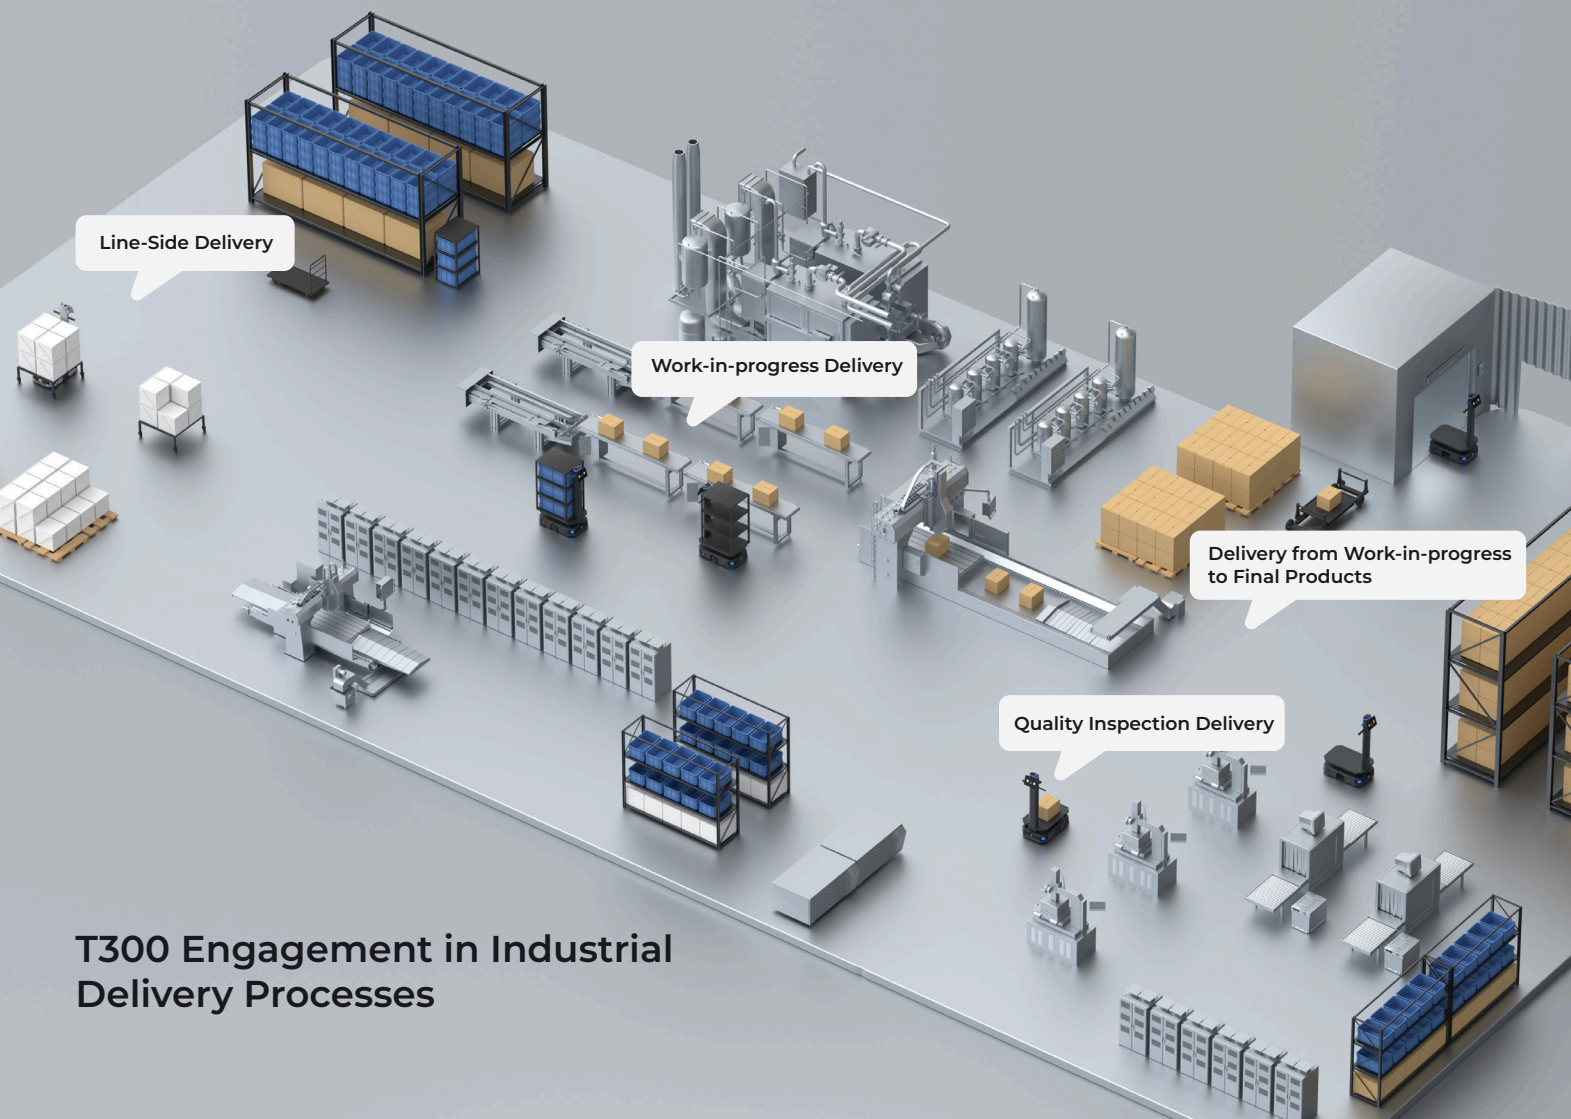 Line-Side Delivery
Work-in-progress Delivery
Delivery from Work-in-progress
to Final Products
Quality Inspection Delivery
T300 Engagement in Industrial
Delivery Processes